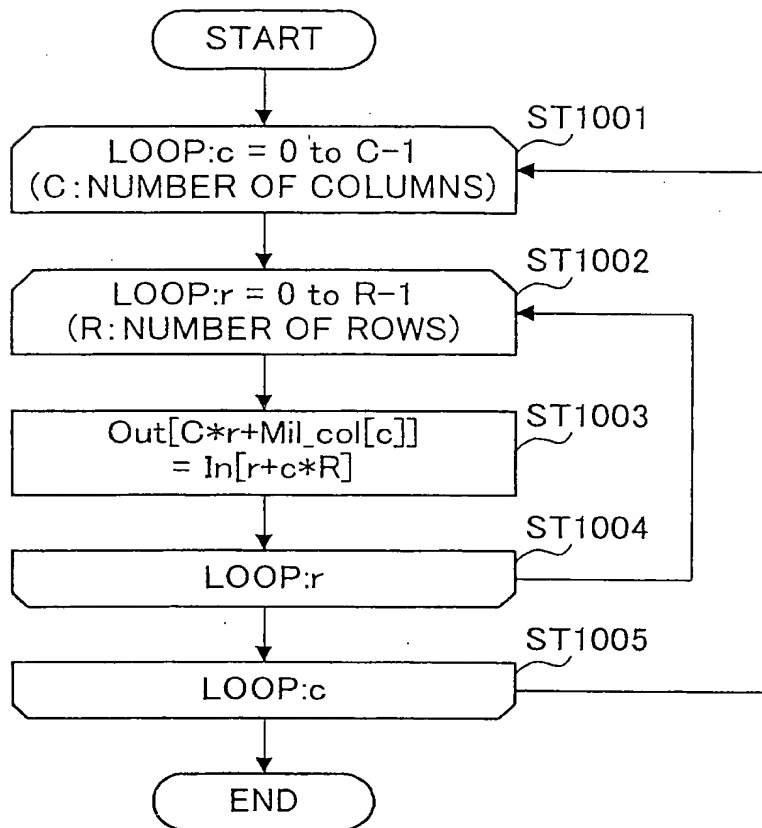 START
ST1001
LOOP:c = 0 to C-1
(C:NUMBER OF COLUMNS)
ST1002
LOOP:r = 0 to R-1
(R:NUMBER OF ROWS)
ST1003
Out[C*r+Mil_col[c]]
= In[r+c*R]
ST1004
LOOP:r
ST1005
LOOP:c
END